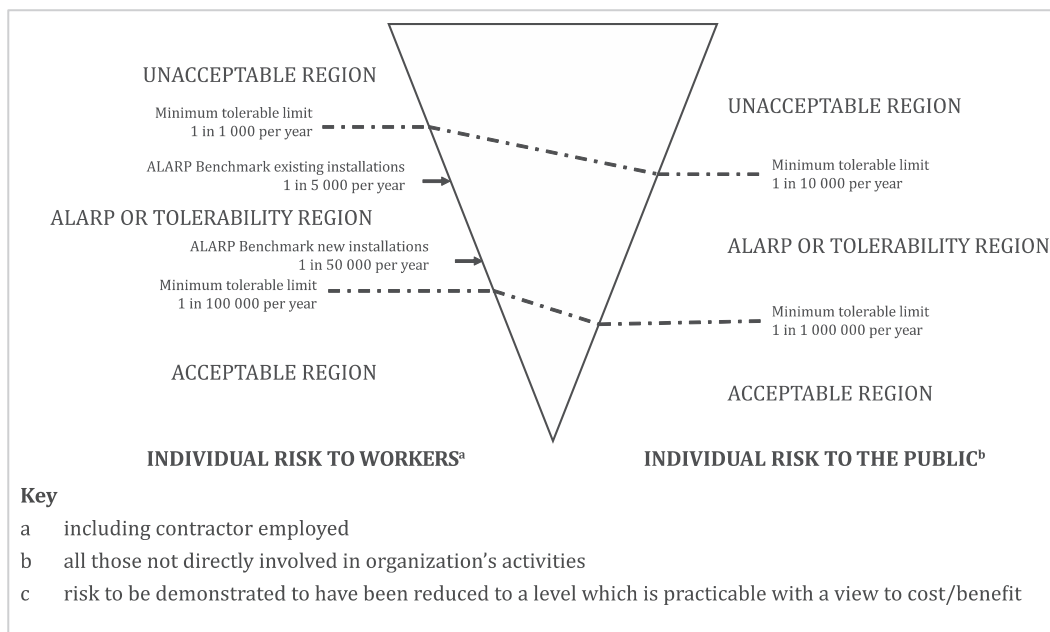 UNACCEPTABLE REGION
Minimum tolerable limit
1 in 1 000 per year
ALARP Benchmark existing installations
1 in 5 000 per year
ALARP OR TOLERABILITY REGION
ALARP Benchmark new installations
1 in 50 000 per year
Minimum tolerable limit
1 in 100 000 per year
ACCEPTABLE REGION
INDIVIDUAL RISK TO WORKERSᵃ
UNACCEPTABLE REGION
Minimum tolerable limit
1 in 10 000 per year
ALARP OR TOLERABILITY REGION
Minimum tolerable limit
1 in 1 000 000 per year
ACCEPTABLE REGION
INDIVIDUAL RISK TO THE PUBLICᵇ
Key
a including contractor employed
b all those not directly involved in organization's activities
c risk to be demonstrated to have been reduced to a level which is practicable with a view to cost/benefit